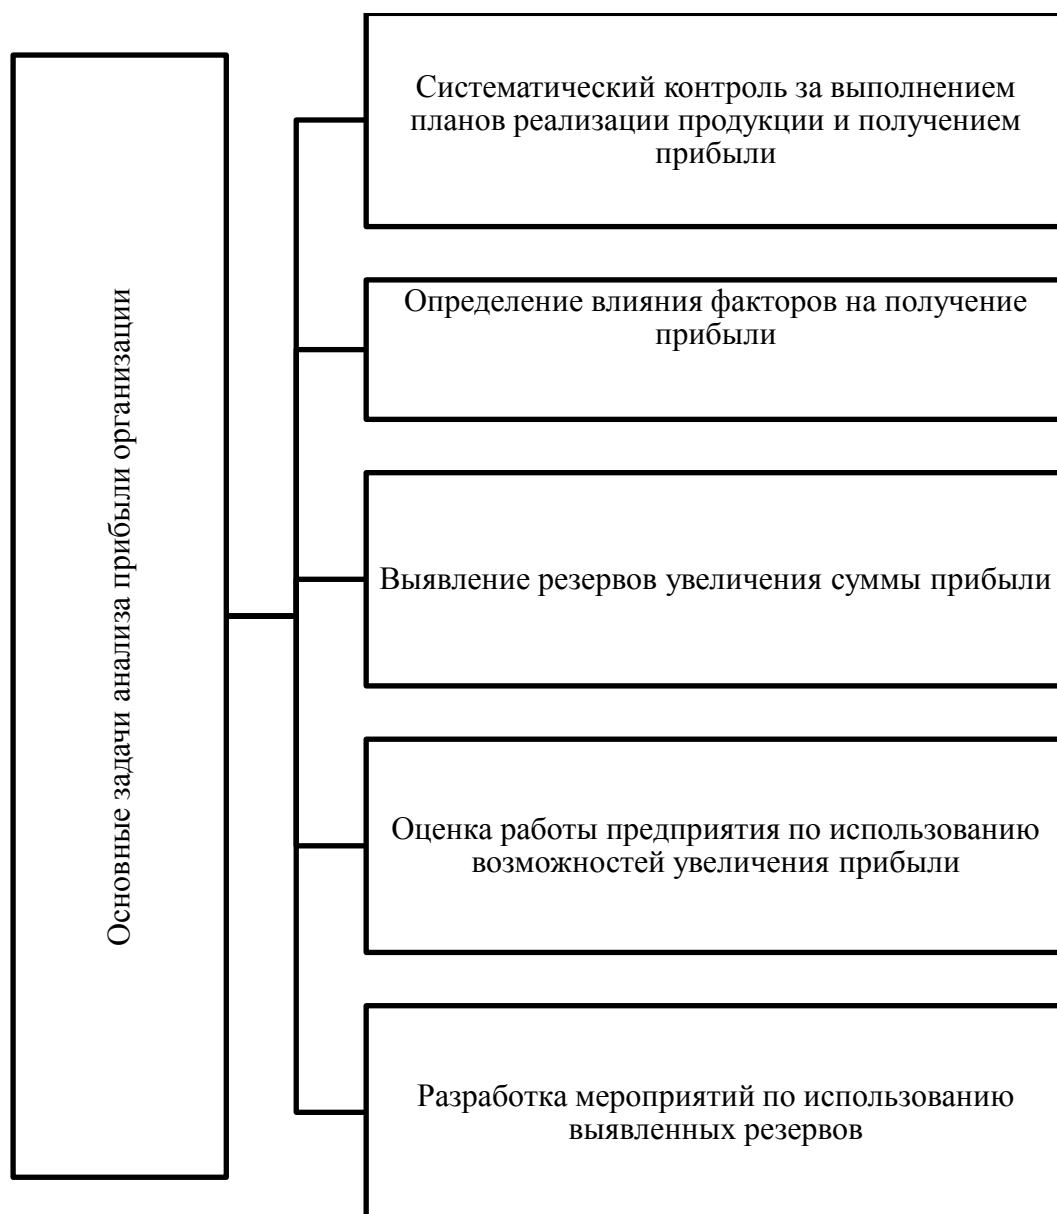 Основные задачи анализа прибыли организации
Систематический контроль за выполнением
планов реализации продукции и получением
прибыли
Определение влияния факторов на получение
прибыли
Выявление резервов увеличения суммы прибыли
Оценка работы предприятия по использованию
возможностей увеличения прибыли
Разработка мероприятий по использованию
выявленных резервов